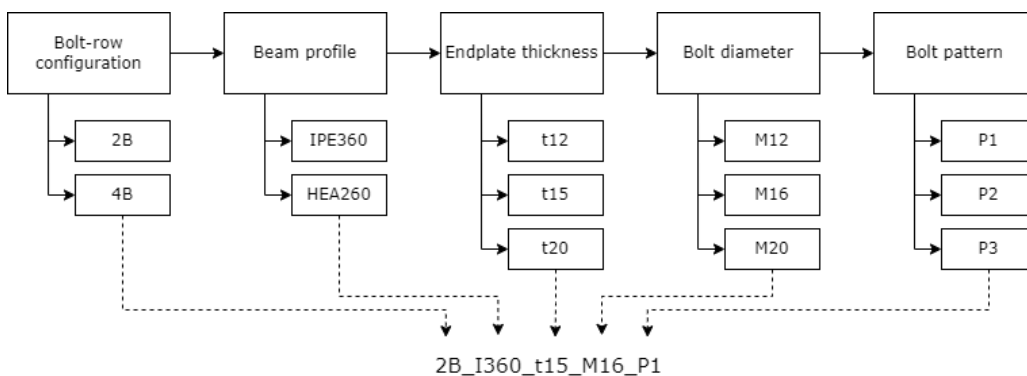 Bolt-row
configuration
Beam profile
Endplate thickness
Bolt diameter
Bolt pattern
2B
IPE360
t12
M12
P1
4B
HEA260
t15
M16
P2
t20
M20
P3
2B_I360_t15_M16_P1